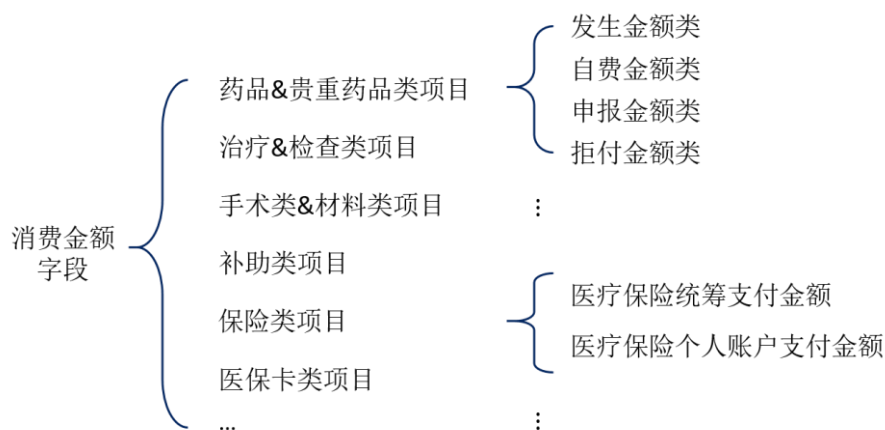 消费金额
字段
药品&贵重药品类项目
治疗&检查类项目
手术类&材料类项目
补助类项目
保险类项目
医保卡类项目
...
发生金额类
自费金额类
申报金额类
拒付金额类
⋮
医疗保险统筹支付金额
医疗保险个人账户支付金额
⋮